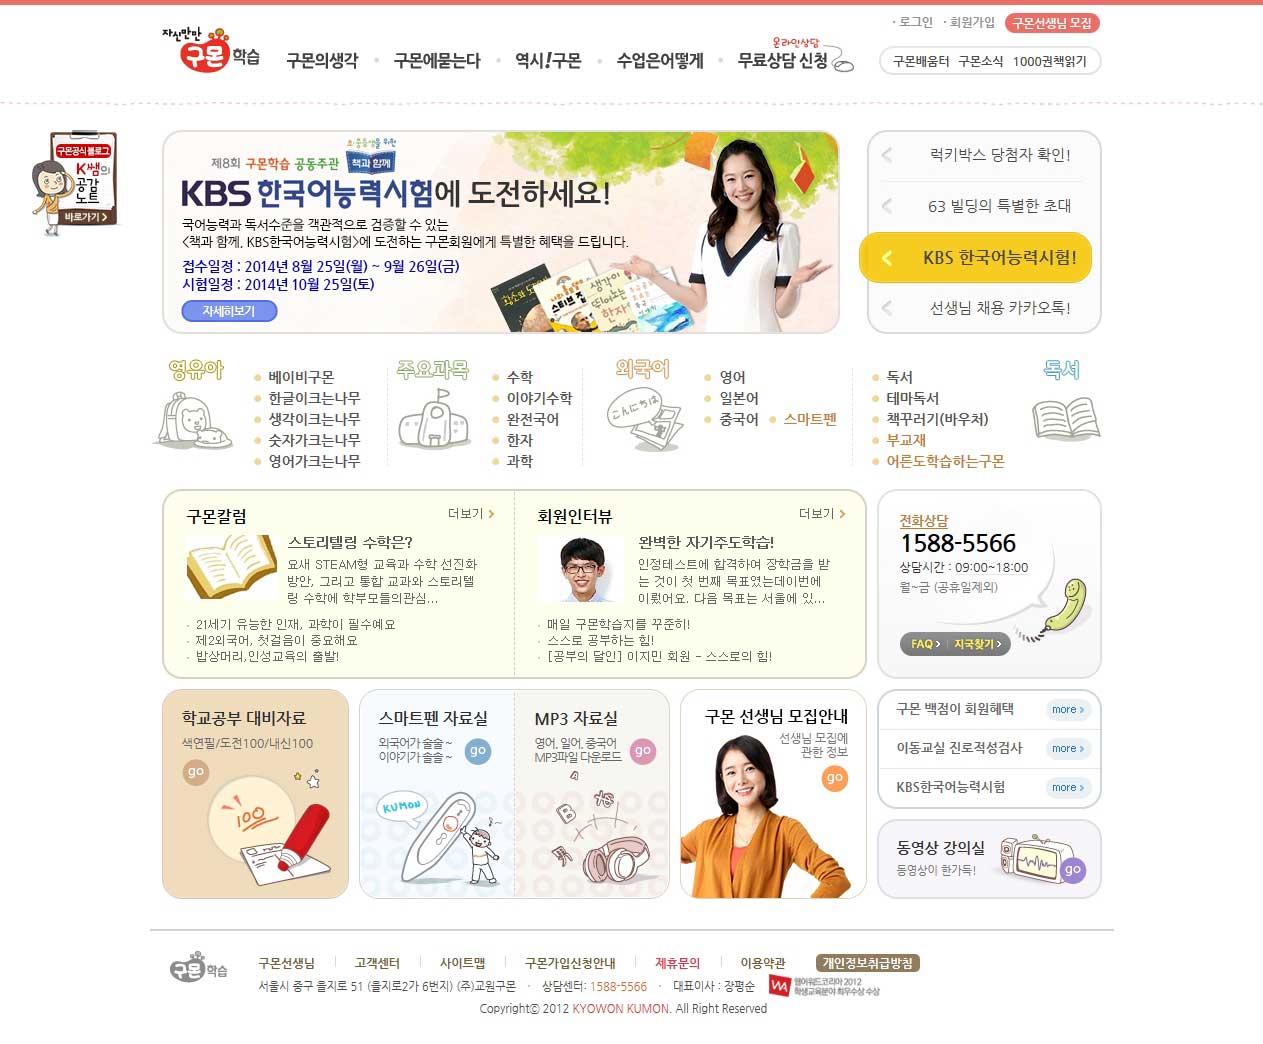 · 로그인 · 회원가입 구몬선생님 모집
자신만만
구몬학습
온라인상담
구몬의생각 구몬에묻는다 역시!구몬 수업은어떻게 무료상담 신청
구몬배움터 구몬소식 1000권책읽기
구몬공식블로그
K쌤의
공감
노트
바로가기
제8회 구몬학습 공동주관 책과 함께
KBS 한국어능력시험에 도전하세요!
국어능력과 독서수준을 객관적으로 검증할 수 있는
<책과 함께, KBS한국어능력시험>에 도전하는 구몬회원에게 특별한 혜택을 드립니다.
접수일정 : 2014년 8월 25일(월) ~ 9월 26일(금)
시험일정 : 2014년 10월 25일(토)
자세히보기
럭키박스 당첨자 확인!
63 빌딩의 특별한 초대
KBS 한국어능력시험!
선생님 채용 카카오톡!
영유아
베이비구몬
한글이크는나무
생각이크는나무
숫자가크는나무
영어가크는나무
주요과목
수학
이야기수학
완전국어
한자
과학
외국어
こんにちは
영어
일본어
중국어 스마트펜
독서
테마독서
책꾸러기(바우처)
부교재
어른도학습하는구몬
독서
구몬칼럼 더보기
스토리텔링 수학은?
요새 STEAM형 교육과 수학 선진화
방안, 그리고 통합 교과와 스토리텔
링 수학에 학부모들의관심...
· 21세기 유능한 인재, 과학이 필수예요
· 제2외국어, 첫걸음이 중요해요
· 밥상머리,인성교육의 출발!
회원인터뷰 더보기
완벽한 자기주도학습!
인정테스트에 합격하여 장학금을 받
는 것이 첫 번째 목표였는데이번에
이뤘어요. 다음 목표는 서울에 있...
· 매일 구몬학습지를 꾸준히!
· 스스로 공부하는 힘!
· [공부의 달인] 이지민 회원 - 스스로의 힘!
전화상담
1588-5566
상담시간 : 09:00~18:00
월~금 (공휴일제외)
FAQ 지국찾기
학교공부 대비자료
색연필/도전100/내신100
go
100
스마트펜 자료실
외국어가 술술 ~
이야기가 술술 ~
go
KUMON
MP3 자료실
영어, 일어, 중국어
MP3파일 다운로드
go
A
B
구몬 선생님 모집안내
선생님 모집에
관한 정보
go
구몬 백점이 회원혜택 more
이동교실 진로적성검사 more
KBS한국어능력시험 more
동영상 강의실
동영상이 한가득!
go
구몬학습
구몬선생님 고객센터 사이트맵 구몬가입신청안내 제휴문의 이용약관 개인정보취급방침
서울시 중구 을지로 51 (을지로2가 6번지) (주)교원구몬 · 상담센터: 1588-5566 · 대표이사 : 장평순
앱어워드코리아 2012
학생교육분야 최우수상 수상
Copyrightⓒ 2012 KYOWON KUMON. All Right Reserved